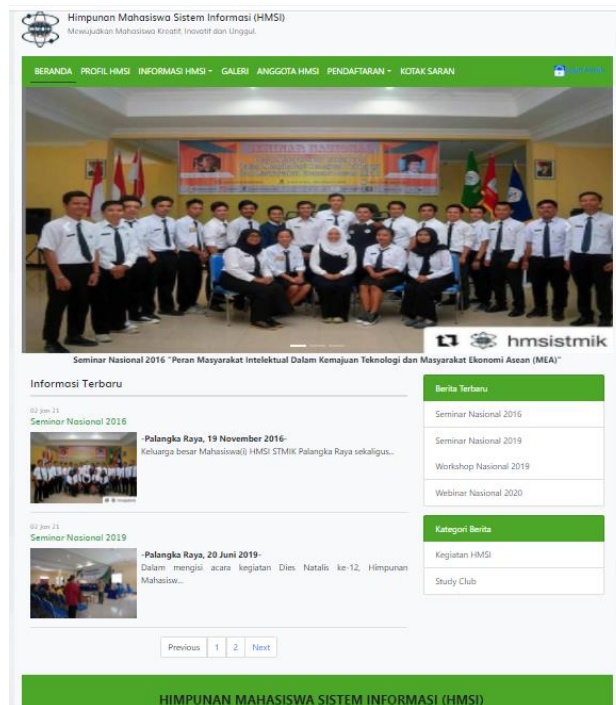 Himpunan Mahasiswa Sistem Informasi (HMSI)
Mewujudkan Mahasiswa Kreatif, Inovatif dan Unggul.
BERANDA PROFIL HMSI INFORMASI HMSI GALERI ANGGOTA HMSI PENDAFTARAN KOTAK SARAN
SEMINAR NASIONAL
hmsistmik
Seminar Nasional 2016 "Peran Masyarakat Intelektual Dalam Kemajuan Teknologi dan Masyarakat Ekonomi Asean (MEA)"
Informasi Terbaru
02 Jan 21
Seminar Nasional 2016
-Palangka Raya, 19 November 2016-
Keluarga besar Mahasiswa(i) HMSI STMIK Palangka Raya sekaligus...
02 Jan 21
Seminar Nasional 2019
-Palangka Raya, 20 Juni 2019-
Dalam mengisi acara kegiatan Dies Natalis ke-12, Himpunan
Mahasisw...
Previous 1 2 Next
Berita Terbaru
Seminar Nasional 2016
Seminar Nasional 2019
Workshop Nasional 2019
Webinar Nasional 2020
Kategori Berita
Kegiatan HMSI
Study Club
HIMPUNAN MAHASISWA SISTEM INFORMASI (HMSI)